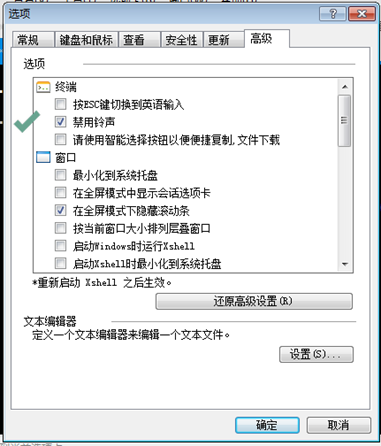 选项
常规
键盘和鼠标
查看
安全性
更新
高级
选项
终端
按ESC键切换到英语输入
禁用铃声
请使用智能选择按钮以便便捷复制,文件下载
窗口
最小化到系统托盘
在全屏模式中显示会话选项卡
在全屏模式下隐藏滚动条
按当前窗口大小排列层叠窗口
启动Windows时运行Xshell
启动Xshell时最小化到系统托盘
*重新启动 Xshell 之后生效。
还原高级设置(R)
文本编辑器
定义一个文本编辑器来编辑一个文本文件。
设置(S)...
确定
取消